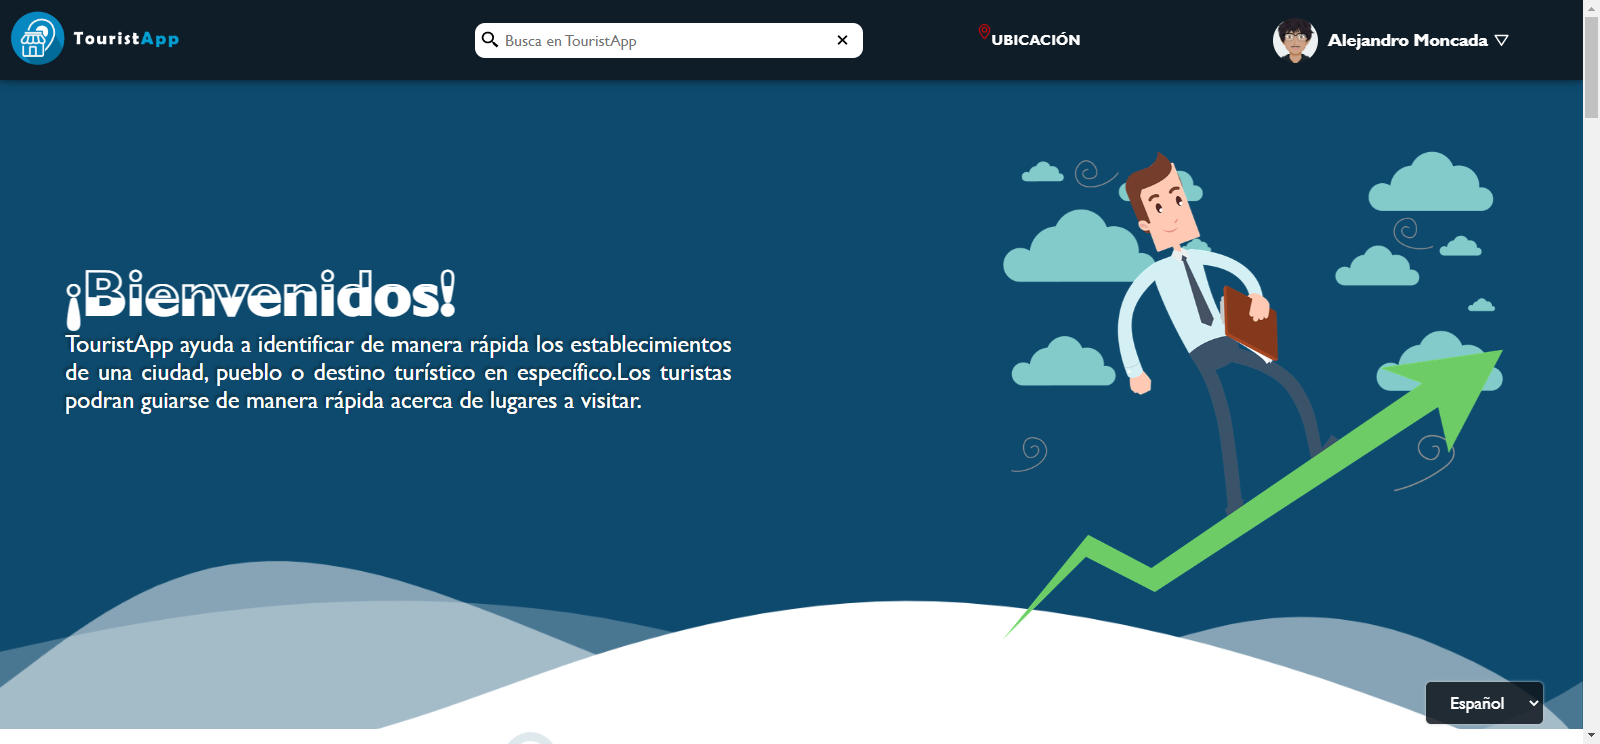 TouristApp
Busca en TouristApp
UBICACIÓN
Alejandro Moncada
¡Bienvenidos!
TouristApp ayuda a identificar de manera rápida los establecimientos
de una ciudad, pueblo o destino turístico en específico.Los turistas
podran guiarse de manera rápida acerca de lugares a visitar.
Español